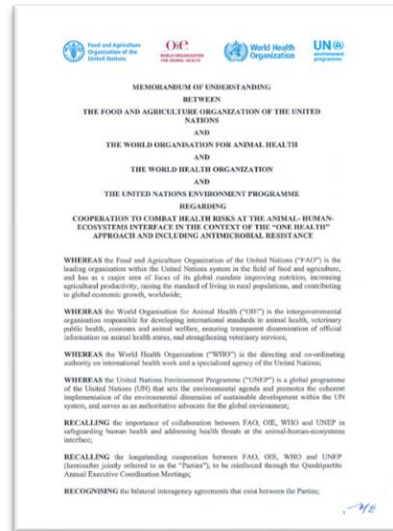 Food and Agriculture
Organization of the
United Nations
Oie
WORLD ORGANISATION
FOR ANIMAL HEALTH
World Health
Organization
UN
environment
programme
MEMORANDUM OF UNDERSTANDING
BETWEEN
THE FOOD AND AGRICULTURE ORGANIZATION OF THE UNITED
NATIONS
AND
THE WORLD ORGANISATION FOR ANIMAL HEALTH
AND
THE WORLD HEALTH ORGANIZATION
AND
THE UNITED NATIONS ENVIRONMENT PROGRAMME
REGARDING
COOPERATION TO COMBAT HEALTH RISKS AT THE ANIMAL- HUMAN-
ECOSYSTEMS INTERFACE IN THE CONTEXT OF THE “ONE HEALTH”
APPROACH AND INCLUDING ANTIMICROBIAL RESISTANCE
WHEREAS the Food and Agriculture Organization of the United Nations ("FAO") is the
leading organization within the United Nations system in the field of food and agriculture,
and has as a major area of focus of its global mandate improving nutrition, increasing
agricultural productivity, raising the standard of living in rural populations, and contributing
to global economic growth, worldwide;
WHEREAS the World Organisation for Animal Health ("OIE") is the intergovernmental
organisation responsible for developing international standards in animal health, veterinary
public health, zoonoses and animal welfare, ensuring transparent dissemination of official
information on animal health status, and strengthening veterinary services;
WHEREAS the World Health Organization ("WHO") is the directing and co-ordinating
authority on international health work and a specialized agency of the United Nations;
WHEREAS the United Nations Environment Programme ("UNEP") is a global programme
of the United Nations (UN) that sets the environmental agenda and promotes the coherent
implementation of the environmental dimension of sustainable development within the UN
system, and serves as an authoritative advocate for the global environment;
RECALLING the importance of collaboration between FAO, OIE, WHO and UNEP in
safeguarding human health and addressing health threats at the animal-human-ecosystems
interface;
RECALLING the longstanding cooperation between FAO, OIE, WHO and UNEP
(hereinafter jointly referred to as the "Parties"), to be reinforced through the Quadripartite
Annual Executive Coordination Meetings;
RECOGNISING the bilateral interagency agreements that exist between the Parties;